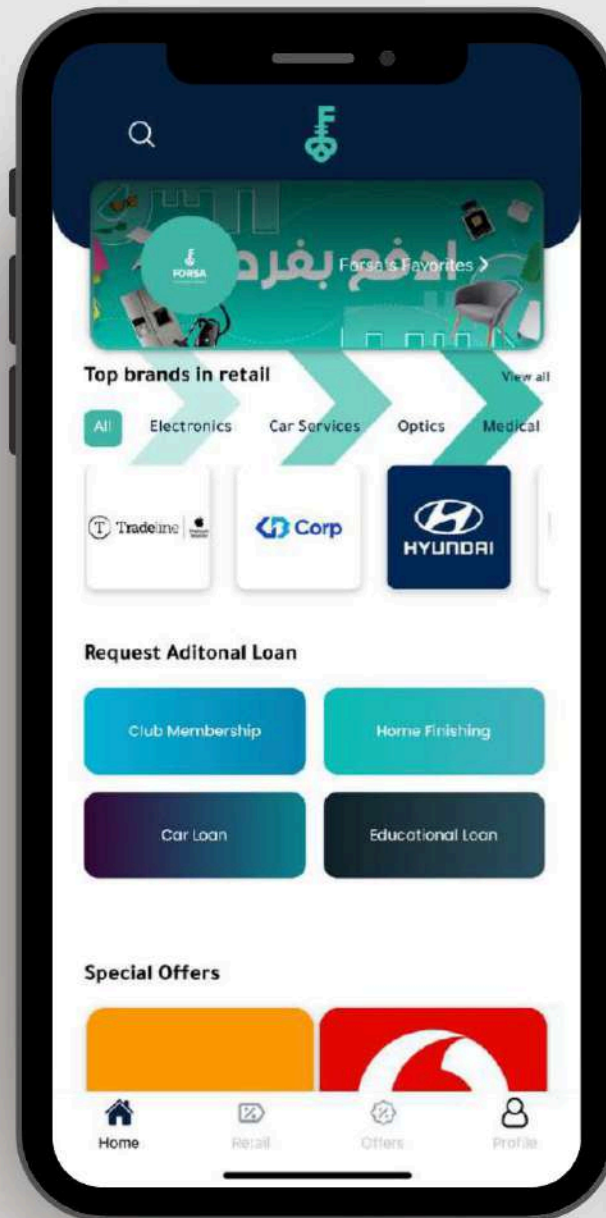 F
ادفع بفرصة
FORSA
Forsa's Favorites >
Top brands in retail
View all
All
Electronics
Car Services
Optics
Medical
T Tradeline
Corp
HYUNDAI
Request Aditonal Loan
Club Membership
Home Finishing
Car Loan
Educational Loan
Special Offers
Home
Retail
Offers
Profile